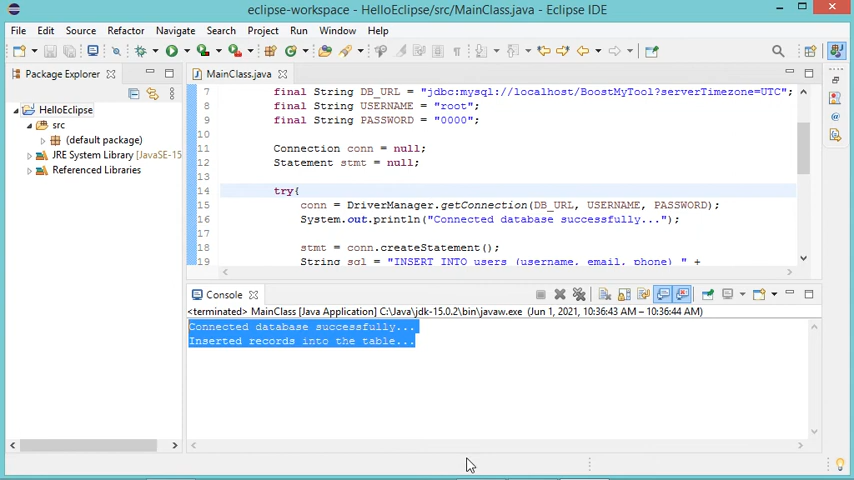 eclipse-workspace - HelloEclipse/src/MainClass.java - Eclipse IDE
File Edit Source Refactor Navigate Search Project Run Window Help
Package Explorer
HelloEclipse
src
(default package)
JRE System Library [JavaSE-15
Referenced Libraries
MainClass.java
7 final String DB_URL = "jdbc:mysql://localhost/BoostMyTool?serverTimezone=UTC";
8 final String USERNAME = "root";
9 final String PASSWORD = "0000";
10
11 Connection conn = null;
12 Statement stmt = null;
13
14 try{
15 conn = DriverManager.getConnection(DB_URL, USERNAME, PASSWORD);
16 System.out.println("Connected database successfully...");
17
18 stmt = conn.createStatement();
19 String sql = "INSERT INTO users (username, email, phone) " +
Console
<terminated> MainClass [Java Application] C:\Java\jdk-15.0.2\bin\javaw.exe (Jun 1, 2021, 10:36:43 AM – 10:36:44 AM)
Connected database successfully...
Inserted records into the table...